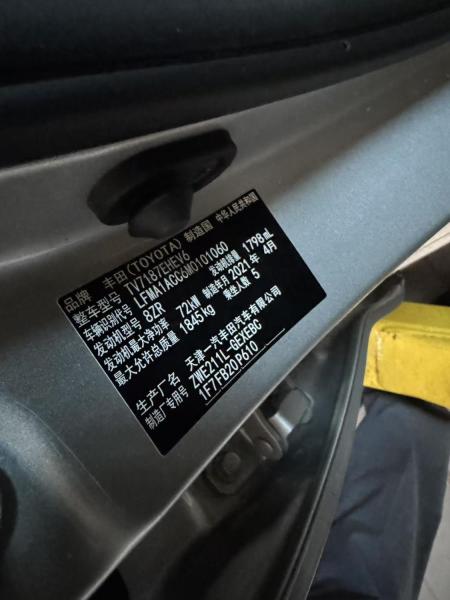 品牌 丰田(TOYOTA) 制造国 中华人民共和国
整车型号 TV7187EHEV6
车辆识别代号 LFMA1AGC6M0101060
发动机型号 8ZR 发动机排量 1798mL
发动机最大净功率 72kW 制造年月 2021年 4月
最大允许总质量 1845kg 乘坐人数 5
生产厂名 天津一汽丰田汽车有限公司
制造厂专用号 ZWE211L-GEXEBC
1F7FB20P610